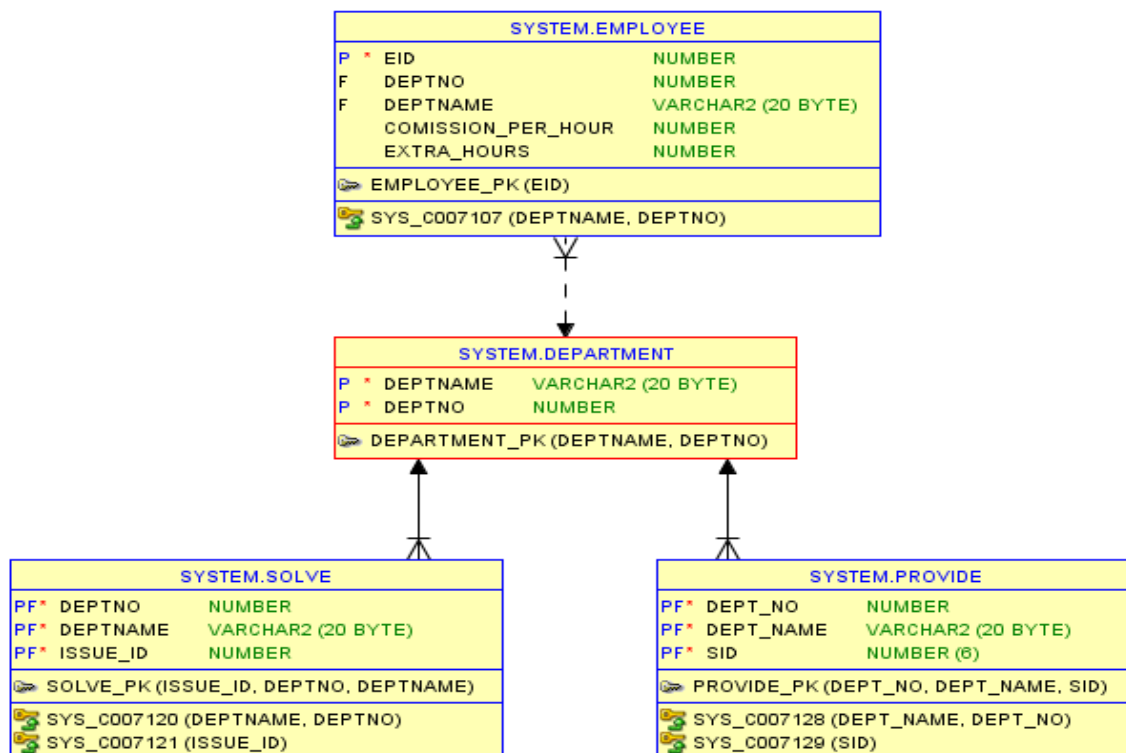 SYSTEM.EMPLOYEE
P * EID NUMBER
F DEPTNO NUMBER
F DEPTNAME VARCHAR2 (20 BYTE)
COMISSION_PER_HOUR NUMBER
EXTRA_HOURS NUMBER
EMPLOYEE_PK (EID)
SYS_C007107 (DEPTNAME, DEPTNO)
SYSTEM.DEPARTMENT
P * DEPTNAME VARCHAR2 (20 BYTE)
P * DEPTNO NUMBER
DEPARTMENT_PK (DEPTNAME, DEPTNO)
SYSTEM.SOLVE
PF* DEPTNO NUMBER
PF* DEPTNAME VARCHAR2 (20 BYTE)
PF* ISSUE_ID NUMBER
SOLVE_PK (ISSUE_ID, DEPTNO, DEPTNAME)
SYS_C007120 (DEPTNAME, DEPTNO)
SYS_C007121 (ISSUE_ID)
SYSTEM.PROVIDE
PF* DEPT_NO NUMBER
PF* DEPT_NAME VARCHAR2 (20 BYTE)
PF* SID NUMBER (6)
PROVIDE_PK (DEPT_NO, DEPT_NAME, SID)
SYS_C007128 (DEPT_NAME, DEPT_NO)
SYS_C007129 (SID)